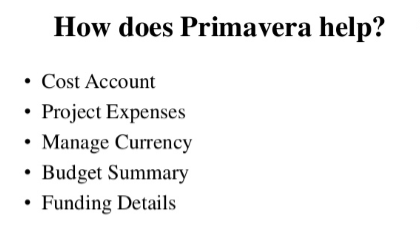 How does Primavera help?
• Cost Account
• Project Expenses
• Manage Currency
• Budget Summary
• Funding Details